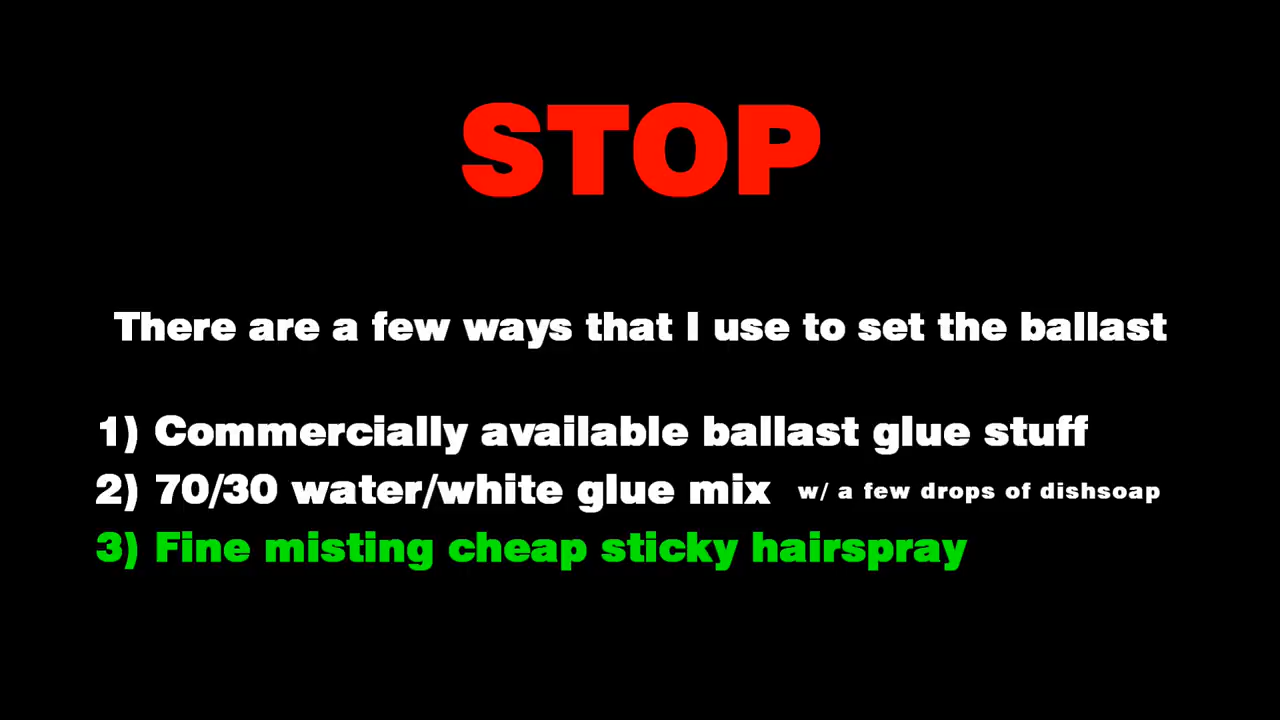 STOP
There are a few ways that I use to set the ballast
1) Commercially available ballast glue stuff
2) 70/30 water/white glue mix w/ a few drops of dishsoap
3) Fine misting cheap sticky hairspray